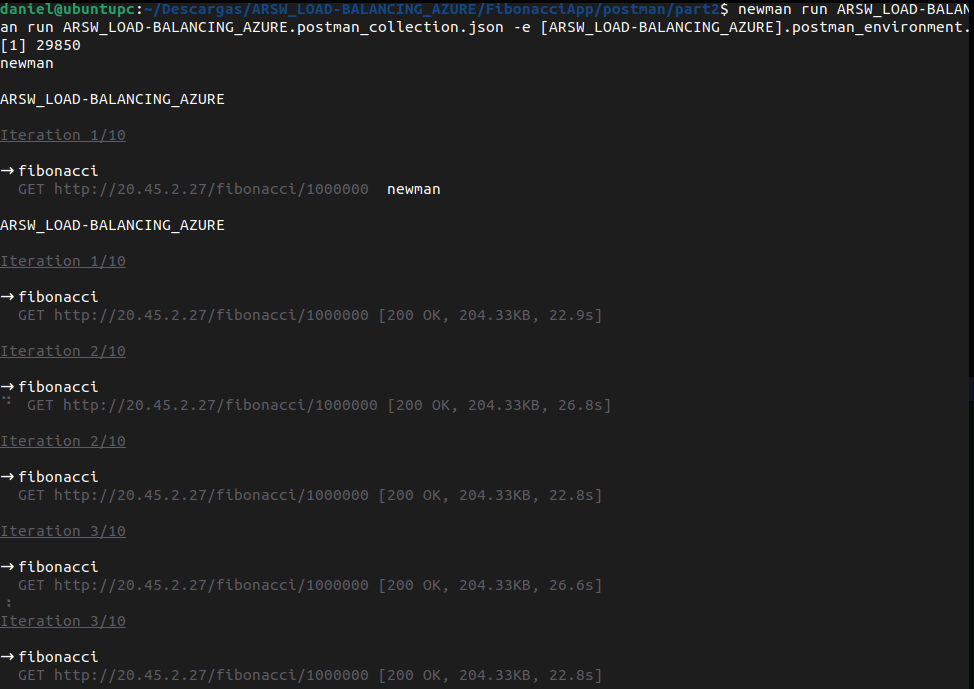 daniel@ubuntupc:~/Descargas/ARSW_LOAD-BALANCING_AZURE/FibonacciApp/postman/part2$ newman run ARSW_LOAD-BALAN
an run ARSW_LOAD-BALANCING_AZURE.postman_collection.json -e [ARSW_LOAD-BALANCING_AZURE].postman_environment.
[1] 29850
newman
ARSW_LOAD-BALANCING_AZURE
Iteration 1/10
→ fibonacci
GET http://20.45.2.27/fibonacci/1000000 newman
ARSW_LOAD-BALANCING_AZURE
Iteration 1/10
→ fibonacci
GET http://20.45.2.27/fibonacci/1000000 [200 OK, 204.33KB, 22.9s]
Iteration 2/10
→ fibonacci
GET http://20.45.2.27/fibonacci/1000000 [200 OK, 204.33KB, 26.8s]
Iteration 2/10
→ fibonacci
GET http://20.45.2.27/fibonacci/1000000 [200 OK, 204.33KB, 22.8s]
Iteration 3/10
→ fibonacci
GET http://20.45.2.27/fibonacci/1000000 [200 OK, 204.33KB, 26.6s]
Iteration 3/10
→ fibonacci
GET http://20.45.2.27/fibonacci/1000000 [200 OK, 204.33KB, 22.8s]